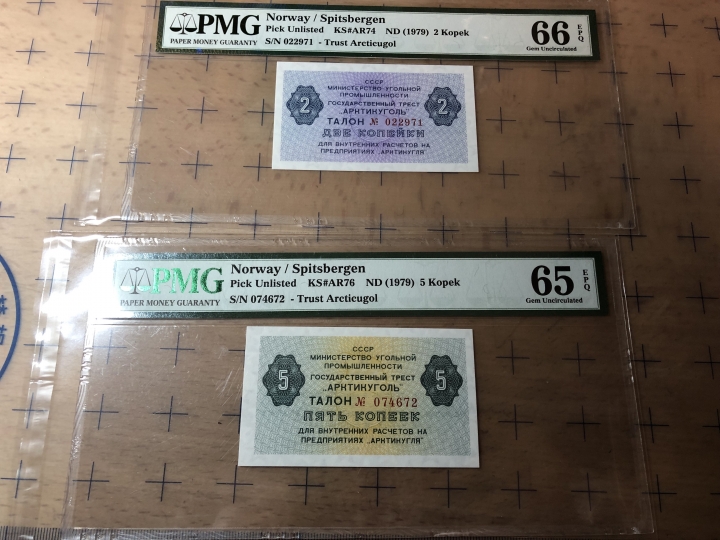 PMG
PAPER MONEY GUARANTY
Norway / Spitsbergen
Pick Unlisted KS#AR74 ND (1979) 2 Kopek
S/N 022971 - Trust Arcticugol
66 EPQ
Gem Uncirculated
СССР
МИНИСТЕРСТВО УГОЛЬНОЙ
ПРОМЫШЛЕННОСТИ
ГОСУДАРСТВЕННЫЙ ТРЕСТ
„АРКТИКУГОЛЬ"
2 2
ТАЛОН № 022971
ДВЕ КОПЕЙКИ
ДЛЯ ВНУТРЕННИХ РАСЧЕТОВ НА
ПРЕДПРИЯТИЯХ „АРКТИКУГЛЯ"
PMG
PAPER MONEY GUARANTY
Norway / Spitsbergen
Pick Unlisted KS#AR76 ND (1979) 5 Kopek
S/N 074672 - Trust Arcticugol
65 EPQ
Gem Uncirculated
СССР
МИНИСТЕРСТВО УГОЛЬНОЙ
ПРОМЫШЛЕННОСТИ
ГОСУДАРСТВЕННЫЙ ТРЕСТ
„АРКТИКУГОЛЬ"
5 5
ТАЛОН № 074672
ПЯТЬ КОПЕЕК
ДЛЯ ВНУТРЕННИХ РАСЧЕТОВ НА
ПРЕДПРИЯТИЯХ „АРКТИКУГЛЯ"